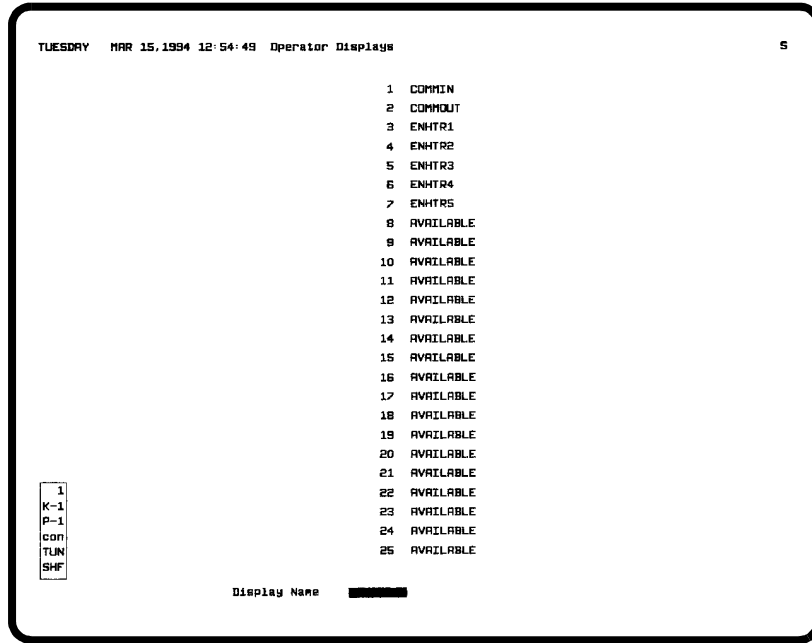 TUESDAY MAR 15,1994 12:54:49 Operator Displays S
1 COMMIN
2 COMMOUT
3 ENHTR1
4 ENHTR2
5 ENHTR3
6 ENHTR4
7 ENHTR5
8 AVAILABLE
9 AVAILABLE
10 AVAILABLE
11 AVAILABLE
12 AVAILABLE
13 AVAILABLE
14 AVAILABLE
15 AVAILABLE
16 AVAILABLE
17 AVAILABLE
18 AVAILABLE
19 AVAILABLE
20 AVAILABLE
21 AVAILABLE
22 AVAILABLE
23 AVAILABLE
24 AVAILABLE
25 AVAILABLE
1
K-1
P-1
con
TUN
SHF
Display Name